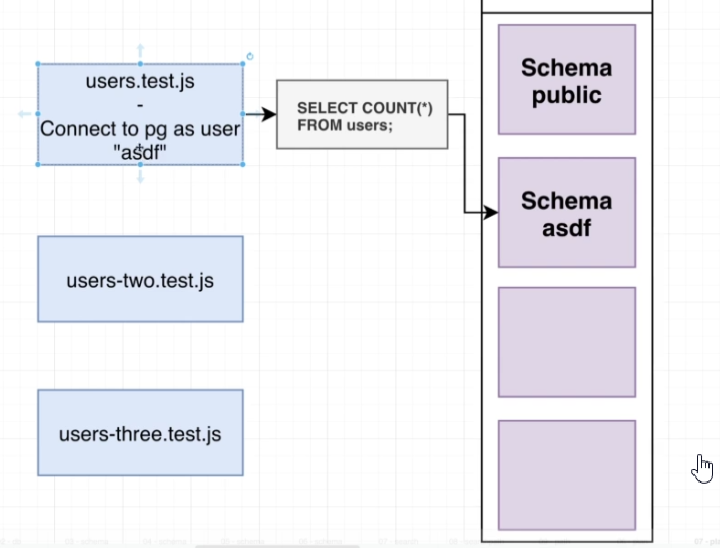 users.test.js
-
Connect to pg as user
"asdf"
SELECT COUNT(*)
FROM users;
Schema
public
Schema
asdf
users-two.test.js
users-three.test.js